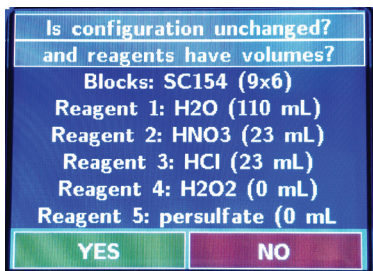 Is configuration unchanged?
and reagents have volumes?
Blocks: SC154 (9x6)
Reagent 1: H2O (110 mL)
Reagent 2: HNO3 (23 mL)
Reagent 3: HCl (23 mL)
Reagent 4: H2O2 (0 mL)
Reagent 5: persulfate (0 mL
YES
NO